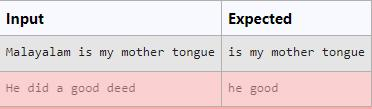 Input Expected
Malayalam is my mother tongue is my mother tongue
He did a good deed he good